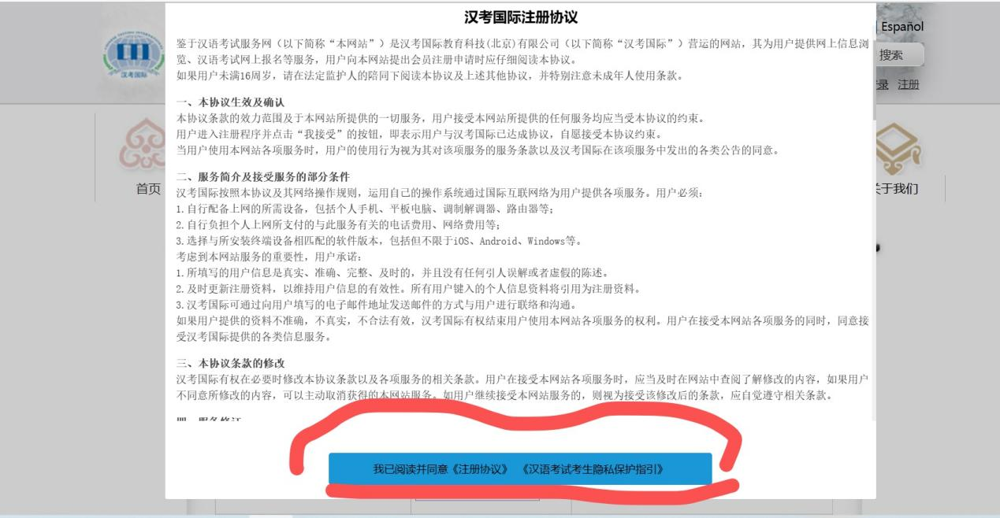 汉考国际注册协议
Español
搜索
录 注册
汉考国际
首页
关于我们
鉴于汉语考试服务网（以下简称“本网站”）是汉考国际教育科技(北京)有限公司（以下简称“汉考国际”）营运的网站，其为用户提供网上信息浏
览、汉语考试网上报名等服务，用户向本网站提出会员注册申请时应仔细阅读本协议。
如果用户未满16周岁，请在法定监护人的陪同下阅读本协议及上述其他协议，并特别注意未成年人使用条款。
一、本协议生效及确认
本协议条款的效力范围及于本网站所提供的一切服务，用户接受本网站所提供的任何服务均应当受本协议的约束。
用户进入注册程序并点击“我接受”的按钮，即表示用户与汉考国际已达成协议，自愿接受本协议约束。
当用户使用本网站各项服务时，用户的使用行为视为其对该项服务的服务条款以及汉考国际在该项服务中发出的各类公告的同意。
二、服务简介及接受服务的部分条件
汉考国际按照本协议及其网络操作规则，运用自己的操作系统通过国际互联网络为用户提供各项服务。用户必须：
1.自行配备上网的所需设备，包括个人手机、平板电脑、调制解调器、路由器等；
2.自行负担个人上网所支付的与此服务有关的电话费用、网络费用等；
3.选择与所安装终端设备相匹配的软件版本，包括但不限于iOS、Android、Windows等。
考虑到本网站服务的重要性，用户承诺：
1.所填写的用户信息是真实、准确、完整、及时的，并且没有任何引人误解或者虚假的陈述。
2.及时更新注册资料，以维持用户信息的有效性。所有用户键入的个人信息资料将引用为注册资料。
3.汉考国际可通过向用户填写的电子邮件地址发送邮件的方式与用户进行联络和沟通。
如果用户提供的资料不准确，不真实，不合法有效，汉考国际有权结束用户使用本网站各项服务的权利。用户在接受本网站各项服务的同时，同意接
受汉考国际提供的各类信息服务。
三、本协议条款的修改
汉考国际有权在必要时修改本协议条款以及各项服务的相关条款。用户在接受本网站各项服务时，应当及时在网站中查阅了解修改的内容，如果用户
不同意所修改的内容，可以主动取消获得的本网站服务。如用户继续接受本网站服务的，则视为接受该修改后的条款，应自觉遵守相关条款。
四、服务修订
我已阅读并同意《注册协议》 《汉语考试考生隐私保护指引》